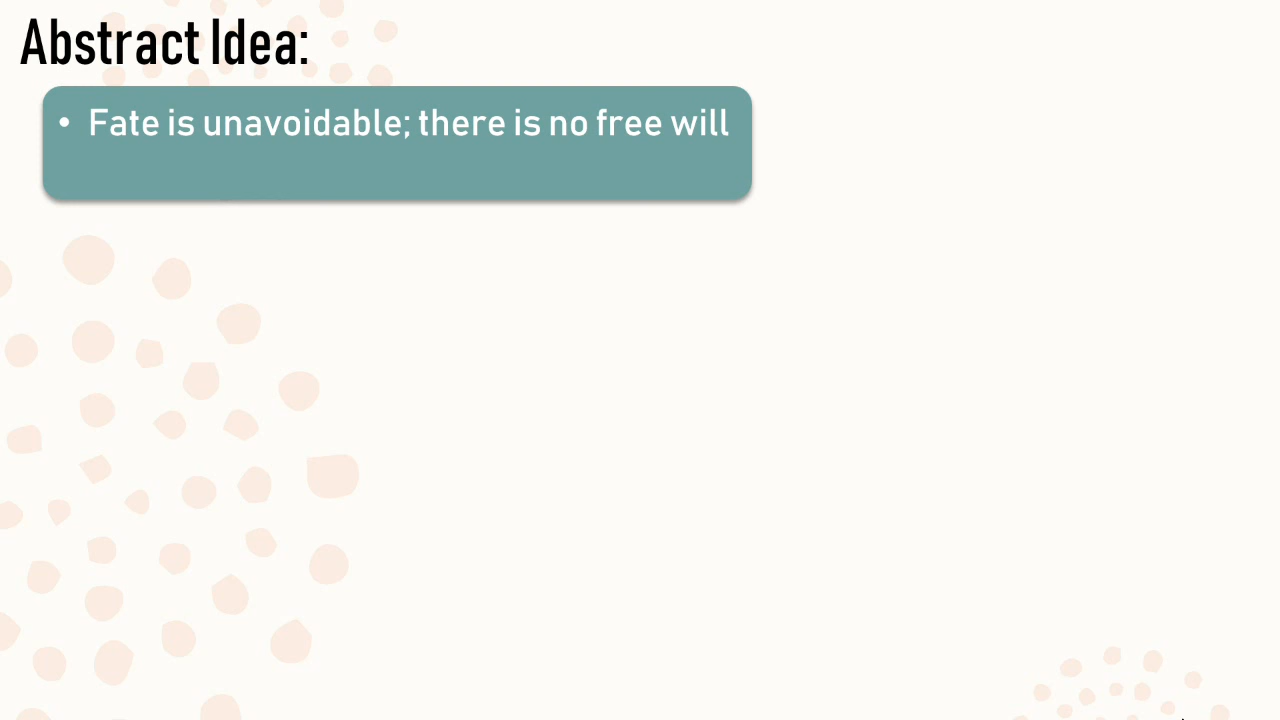 Abstract Idea:
• Fate is unavoidable; there is no free will